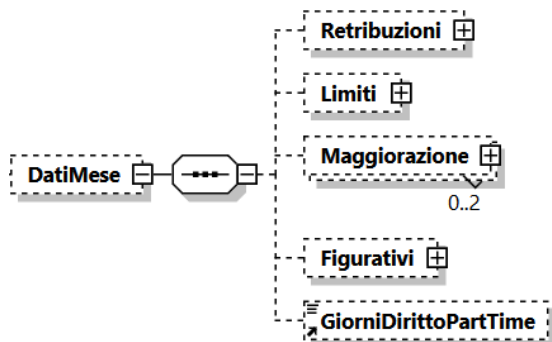 Retribuzioni
Limiti
DatiMese
Maggiorazione
0..2
Figurativi
GiorniDirittoPartTime